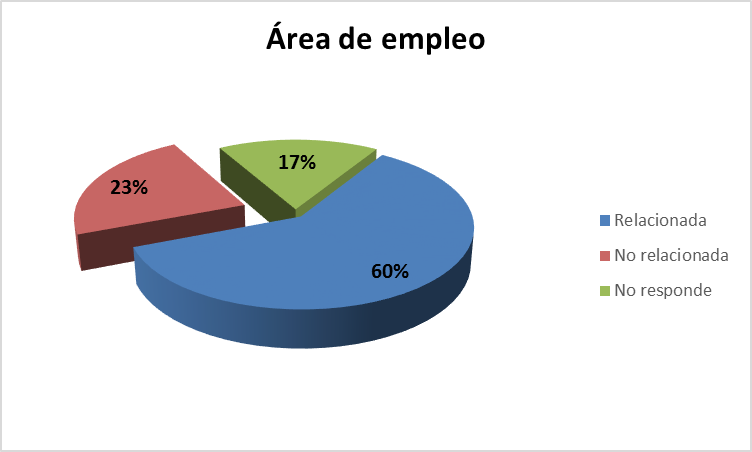 Área de empleo
17%
23%
60%
Relacionada
No relacionada
No responde